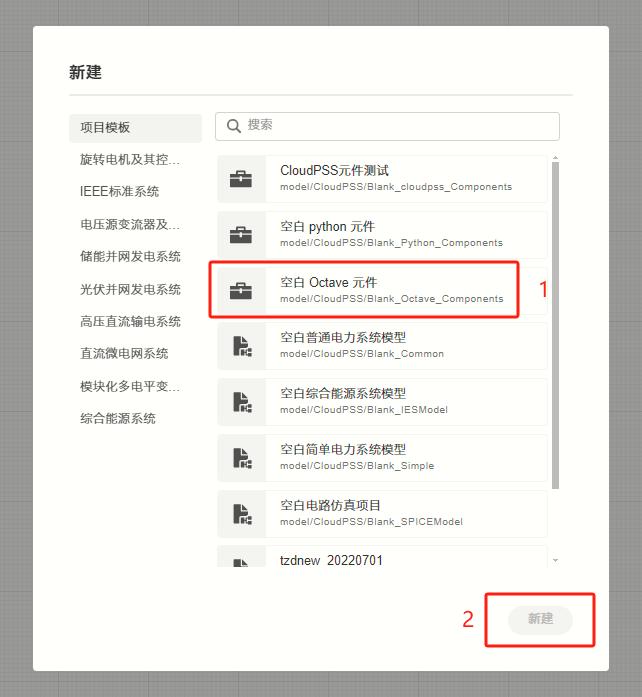 新建
项目模板
旋转电机及其控...
IEEE标准系统
电压源变流器及...
储能并网发电系统
光伏并网发电系统
高压直流输电系统
直流微电网系统
模块化多电平变...
综合能源系统
搜索
CloudPSS元件测试
model/CloudPSS/Blank_cloudpss_Components
空白 python 元件
model/CloudPSS/Blank_Python_Components
空白 Octave 元件
model/CloudPSS/Blank_Octave_Components
1
空白普通电力系统模型
model/CloudPSS/Blank_Common
空白综合能源系统模型
model/CloudPSS/Blank_IESModel
空白简单电力系统模型
model/CloudPSS/Blank_Simple
空白电路仿真项目
model/CloudPSS/Blank_SPICEModel
tzdnew_20220701
2
新建